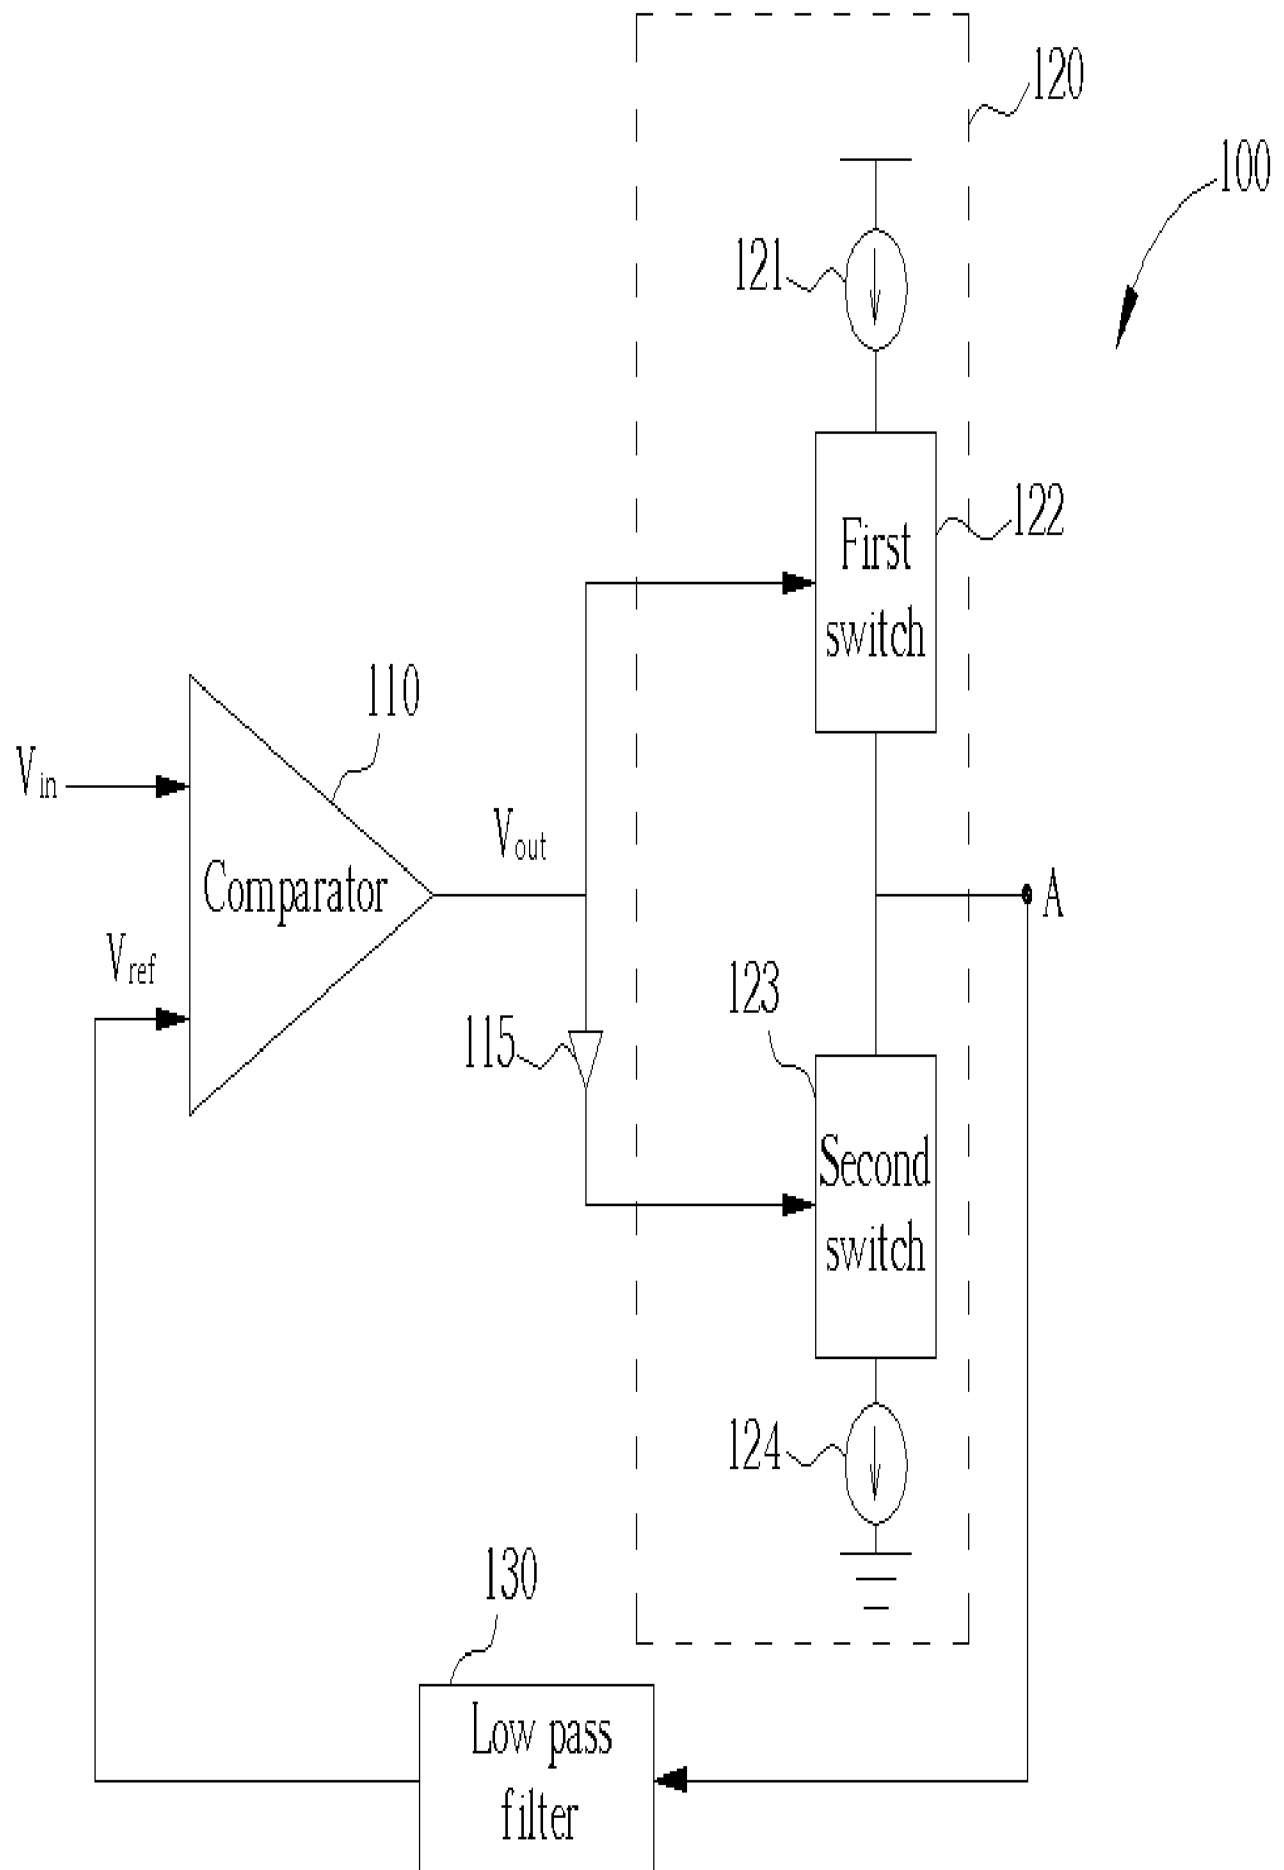 120
100
121
122
First
switch
110
Vin
Vout
Comparator
A
Vref
123
115
Second
switch
124
130
Low pass
filter